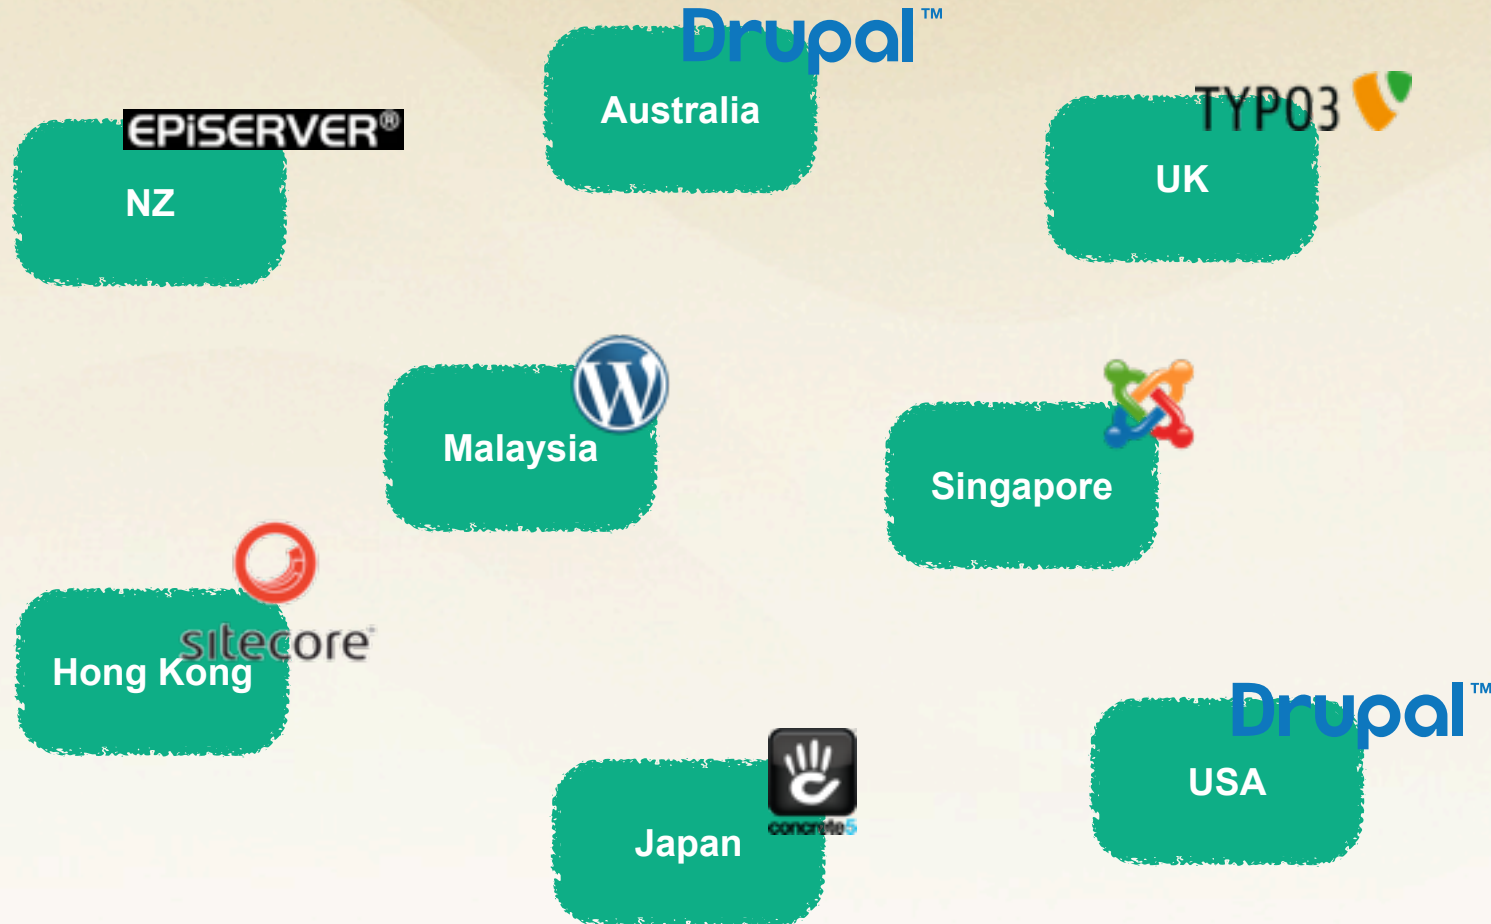 Drupal™
Australia
TYPO3
EPiSERVER®
NZ
UK
Malaysia
Singapore
sitecore
Hong Kong
Drupal™
USA
concrete5
Japan